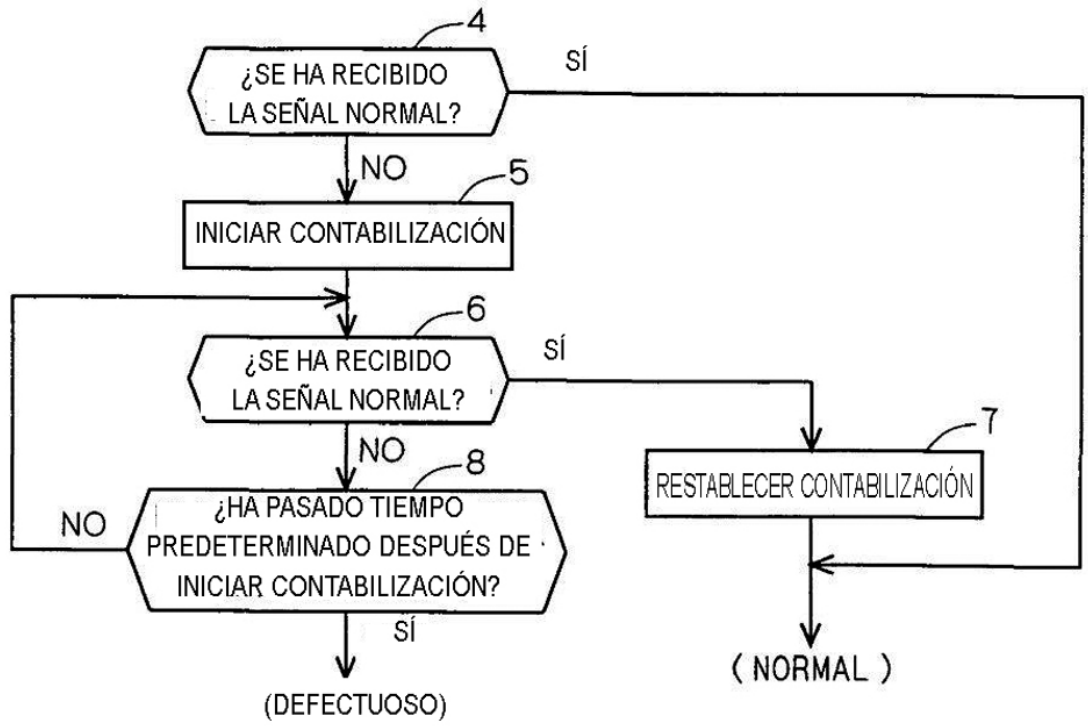 4
¿SE HA RECIBIDO
LA SEÑAL NORMAL?
SÍ
NO
5
INICIAR CONTABILIZACIÓN
6
¿SE HA RECIBIDO
LA SEÑAL NORMAL?
SÍ
NO
7
RESTABLECER CONTABILIZACIÓN
8
¿HA PASADO TIEMPO
PREDETERMINADO DESPUÉS DE
INICIAR CONTABILIZACIÓN?
NO
SÍ
(DEFECTUOSO)
(NORMAL)